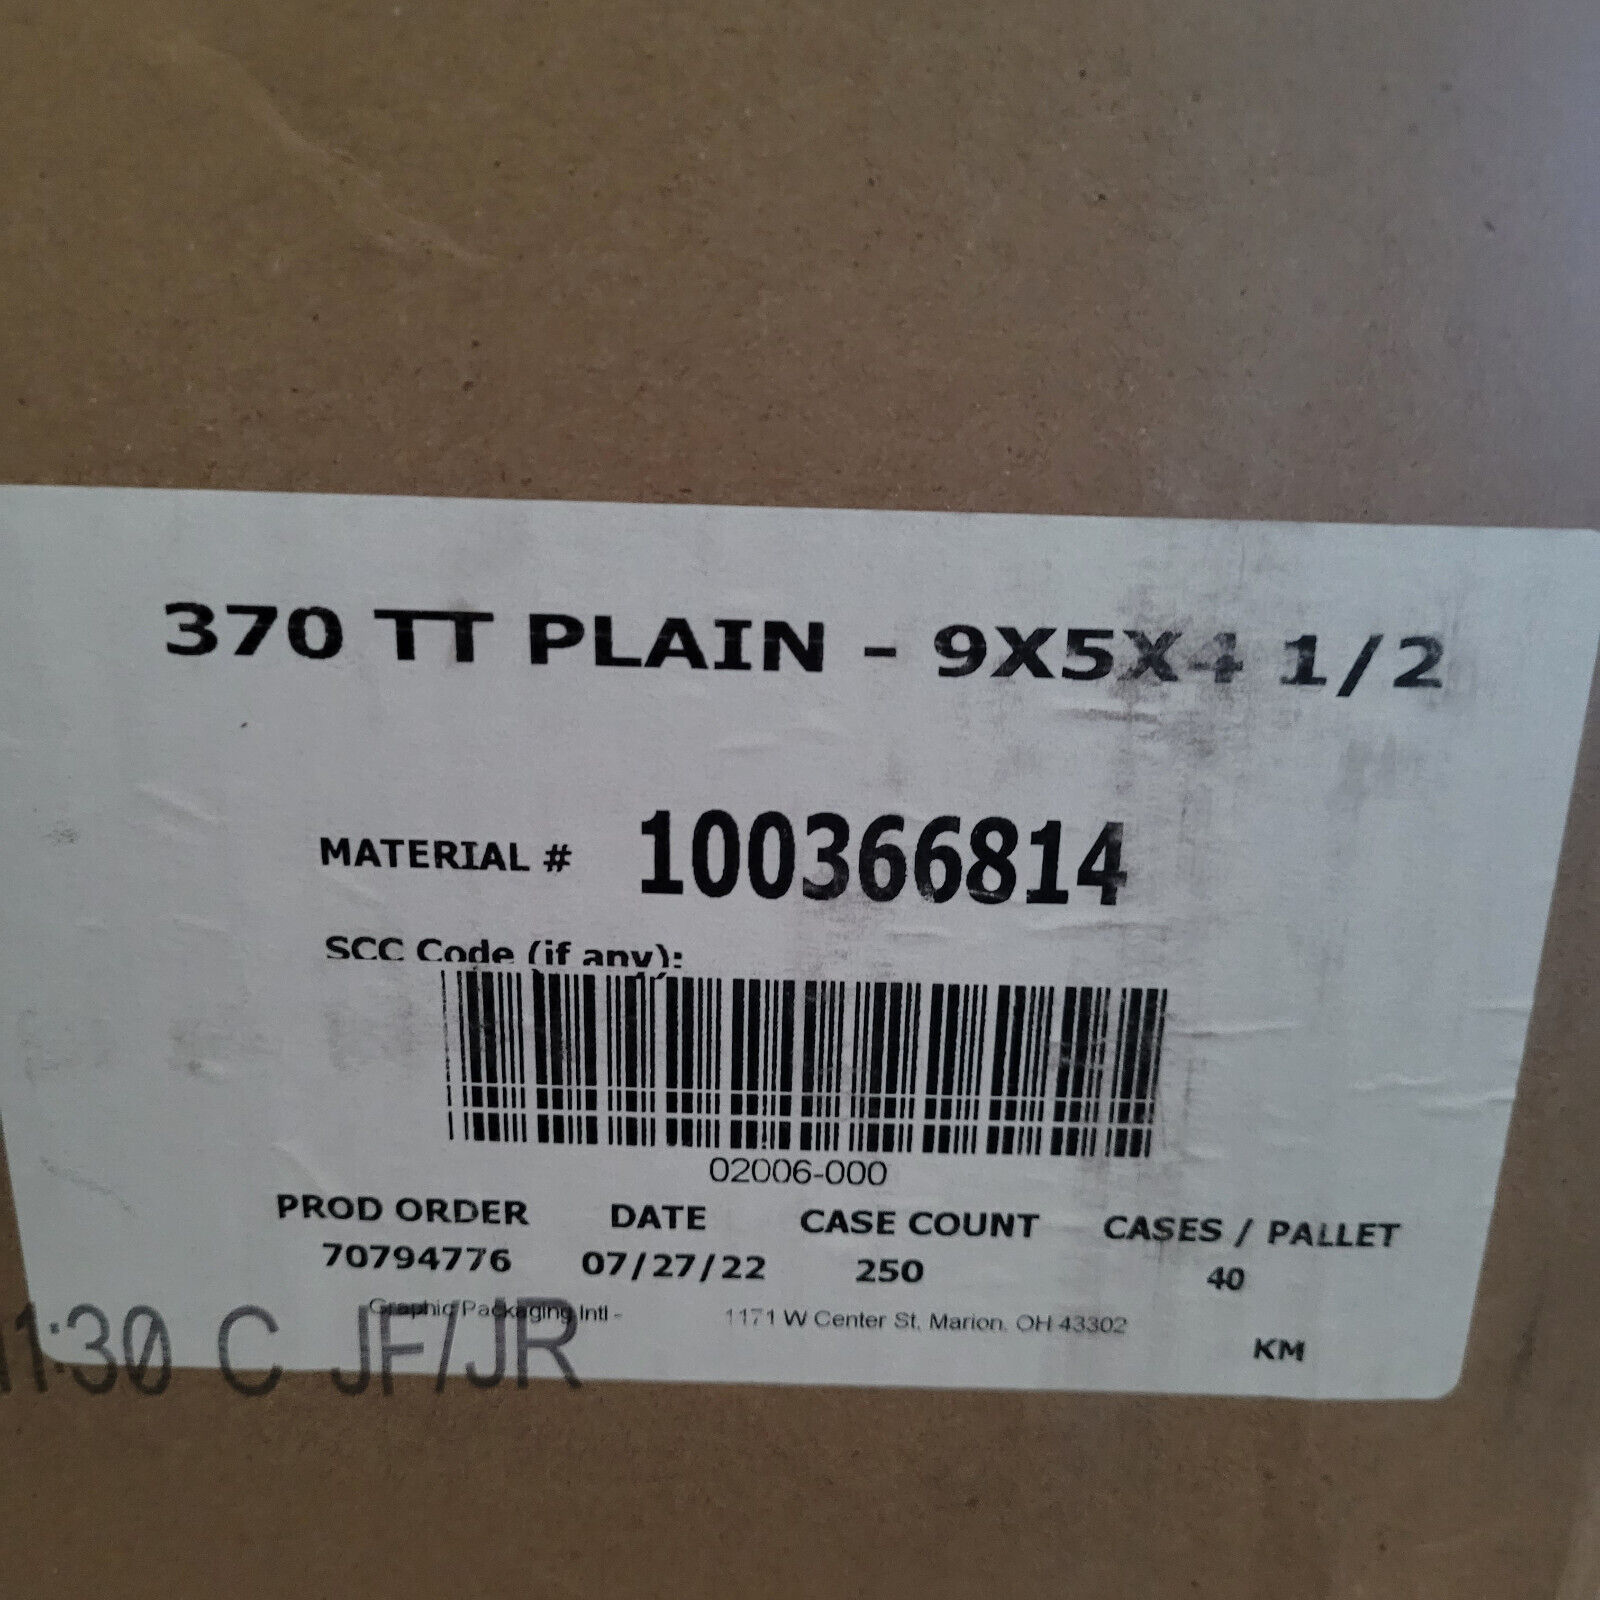 370 TT PLAIN - 9X5X4 1/2
MATERIAL # 100366814
SCC Code (if any):
02006-000
PROD ORDER DATE CASE COUNT CASES / PALLET
70794776 07/27/22 250 40
Graphic Packaging Intl - 1171 W Center St, Marion, OH 43302
KM
11:30 C JF/JR